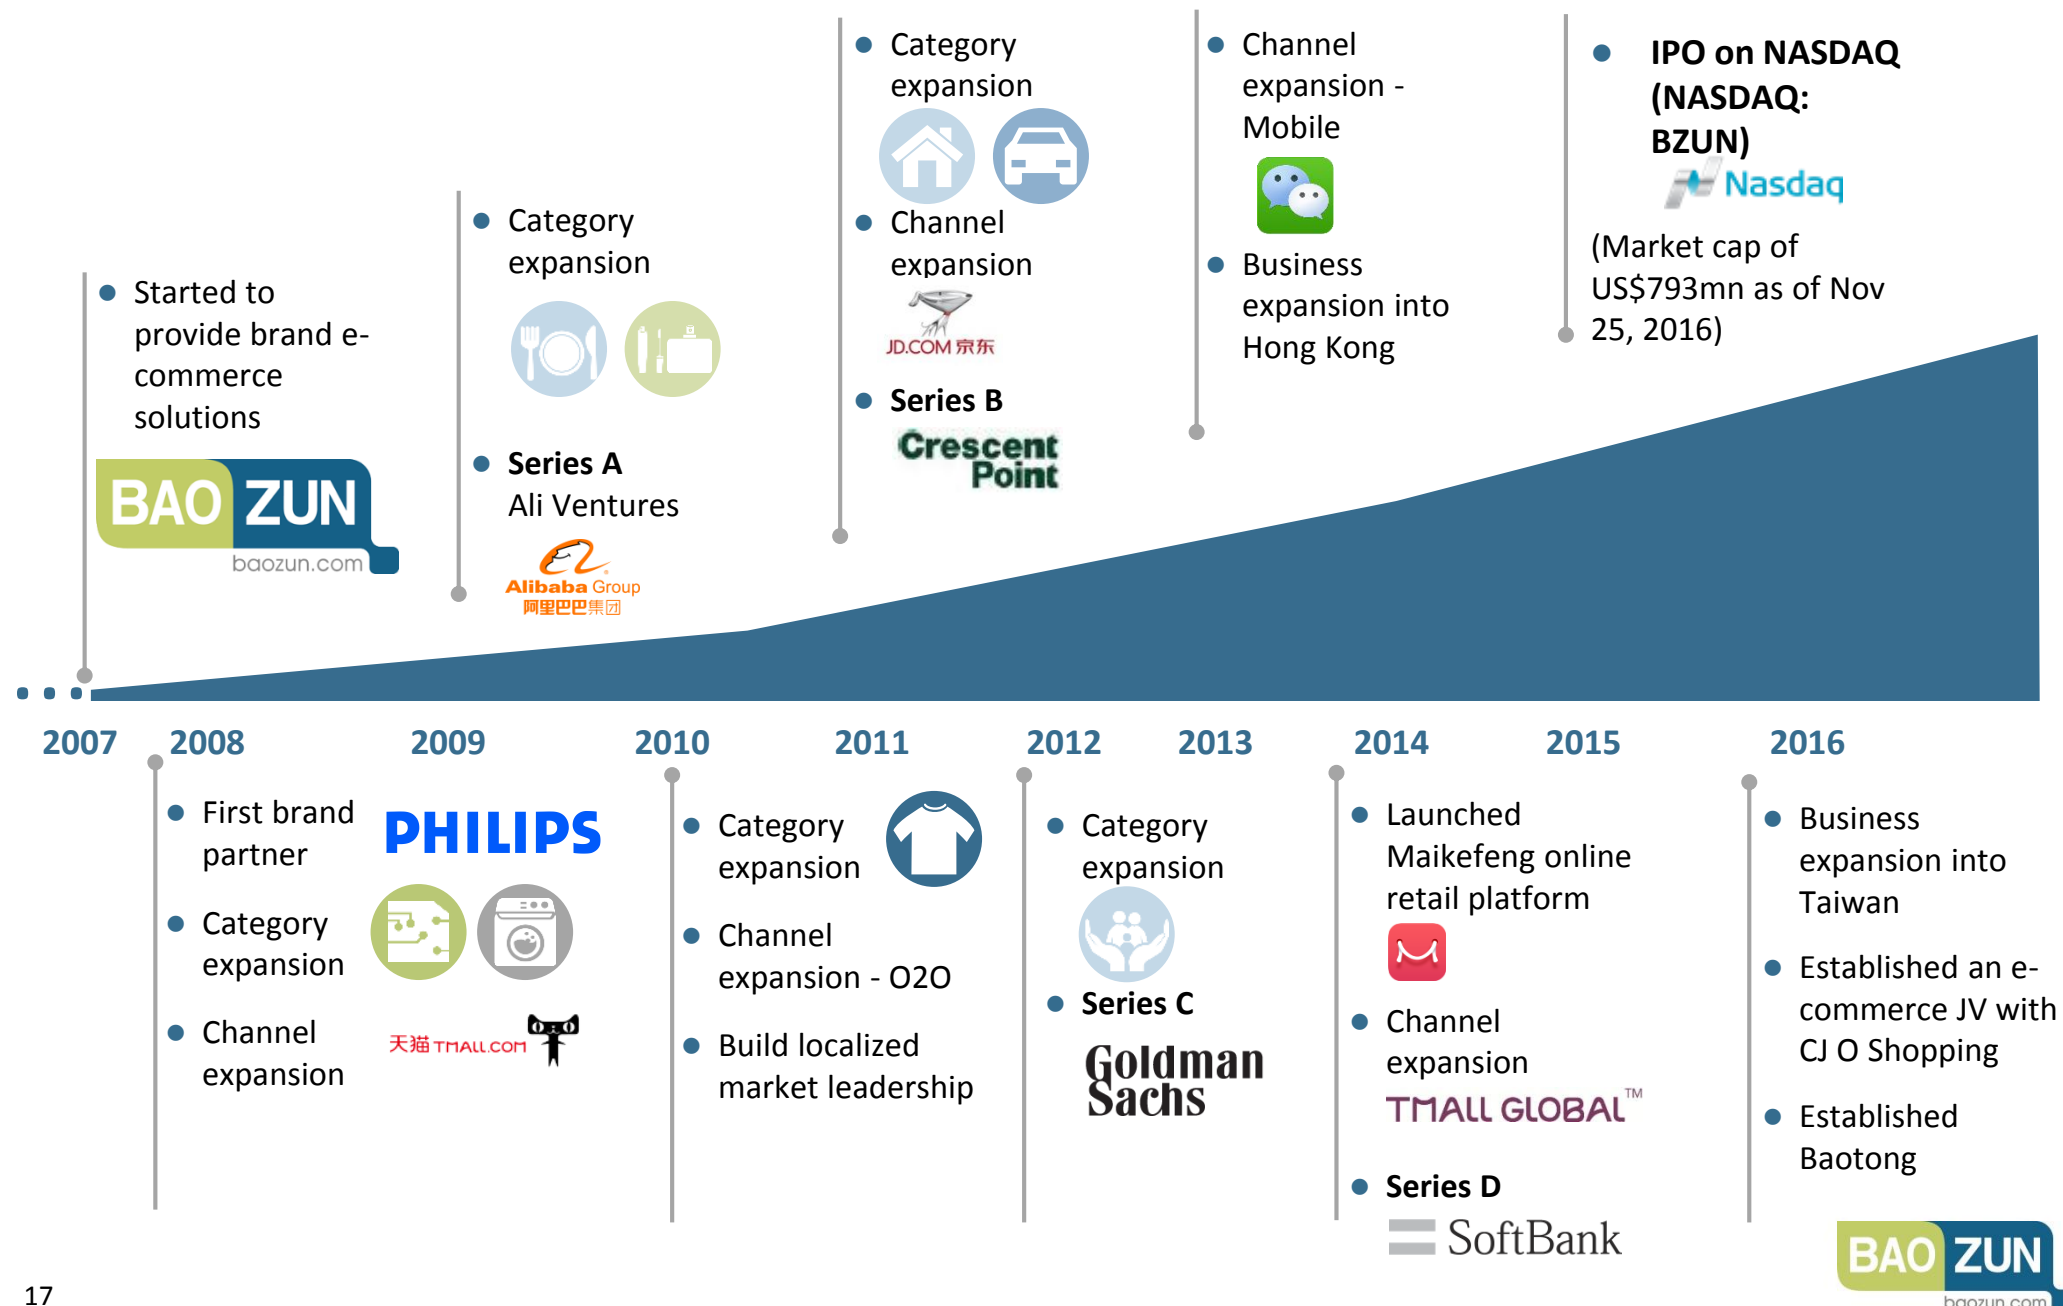 Started to
provide brand e-
commerce
solutions
BAO ZUN
baozun.com
Category
expansion
Series A
Ali Ventures
Alibaba Group
阿里巴巴集团
Category
expansion
Channel
expansion
JD.COM 京东
Series B
Crescent
Point
Channel
expansion -
Mobile
Business
expansion into
Hong Kong
IPO on NASDAQ
(NASDAQ:
BZUN)
Nasdaq
(Market cap of
US$793mn as of Nov
25, 2016)
2007 2008 2009 2010 2011 2012 2013 2014 2015 2016
First brand
partner
PHILIPS
Category
expansion
Channel
expansion
天猫 TMALL.COM
Category
expansion
Channel
expansion - O2O
Build localized
market leadership
Category
expansion
Series C
Goldman
Sachs
Launched
Maikefeng online
retail platform
Channel
expansion
TMALL GLOBAL™
Series D
SoftBank
Business
expansion into
Taiwan
Established an e-
commerce JV with
CJ O Shopping
Established
Baotong
BAO ZUN
baozun.com
17